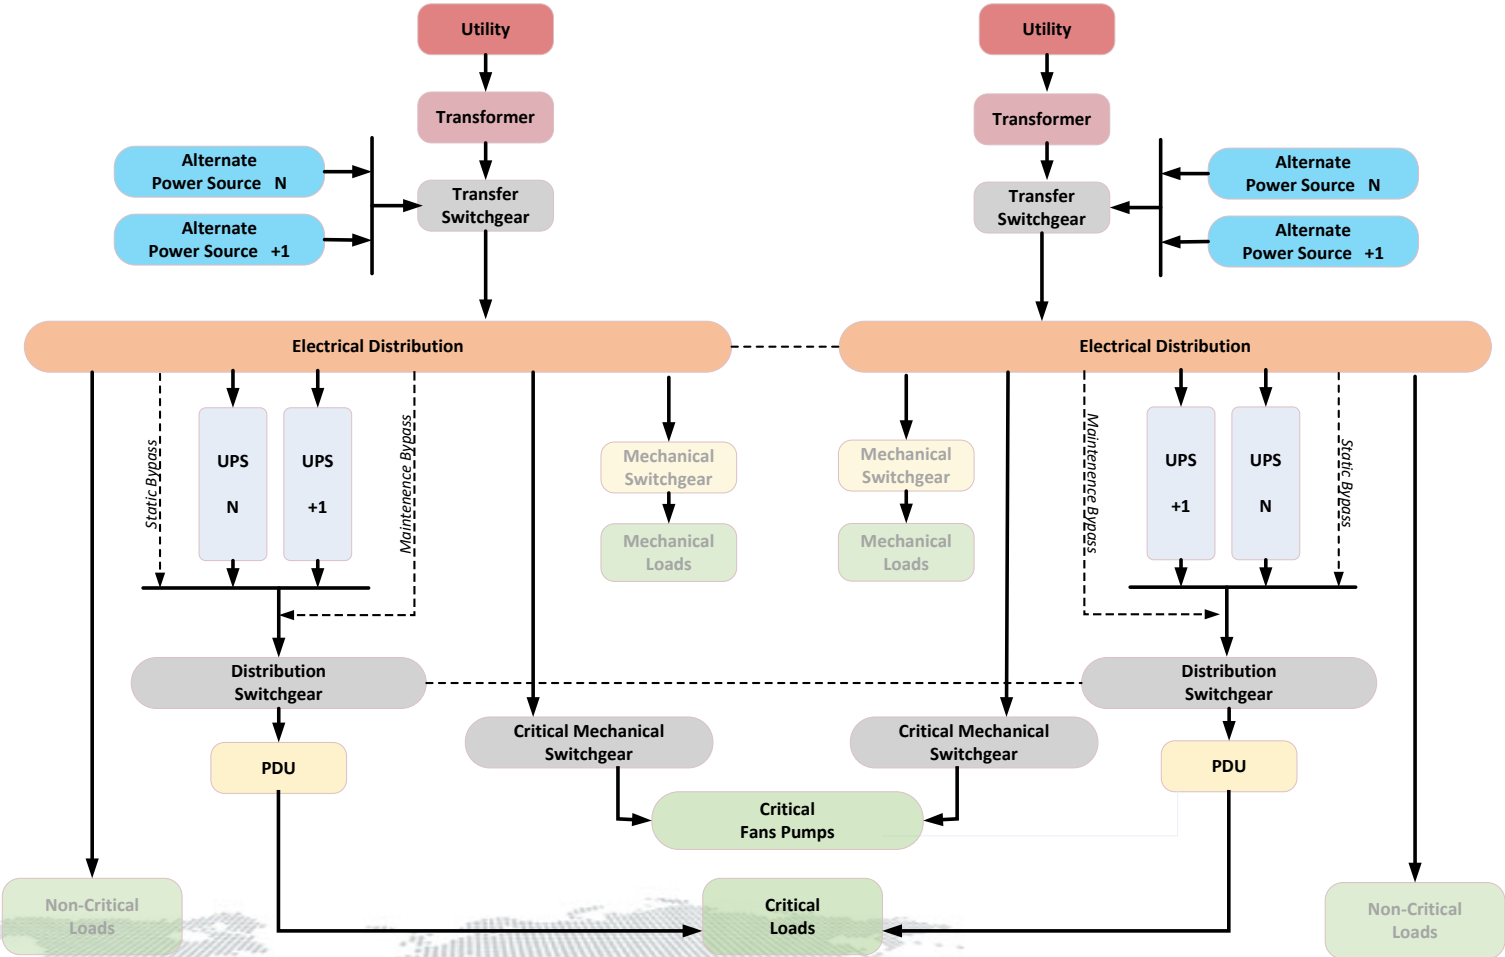 Utility
Utility
Transformer
Transformer
Alternate
Power Source N
Alternate
Power Source +1
Transfer
Switchgear
Transfer
Switchgear
Alternate
Power Source N
Alternate
Power Source +1
Electrical Distribution
Electrical Distribution
Static Bypass
UPS
N
UPS
+1
Maintenence Bypass
Mechanical
Switchgear
Mechanical
Loads
Mechanical
Switchgear
Mechanical
Loads
Maintenence Bypass
UPS
+1
UPS
N
Static Bypass
Distribution
Switchgear
Distribution
Switchgear
Critical Mechanical
Switchgear
Critical Mechanical
Switchgear
PDU
PDU
Critical
Fans Pumps
Non-Critical
Loads
Critical
Loads
Non-Critical
Loads